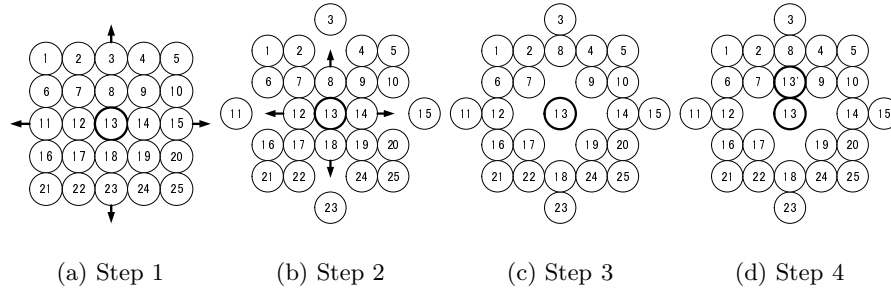 1 2 3 4 5
6 7 8 9 10
11 12 13 14 15
16 17 18 19 20
21 22 23 24 25
(a) Step 1
3
1 2 4 5
6 7 8 9 10
11 12 13 14 15
16 17 18 19 20
21 22 24 25
23
(b) Step 2
3
1 2 8 4 5
6 7 9 10
11 12 13 14 15
16 17 19 20
21 22 18 24 25
23
(c) Step 3
3
1 2 8 4 5
6 7 13' 9 10
11 12 13 14 15
16 17 19 20
21 22 18 24 25
23
(d) Step 4